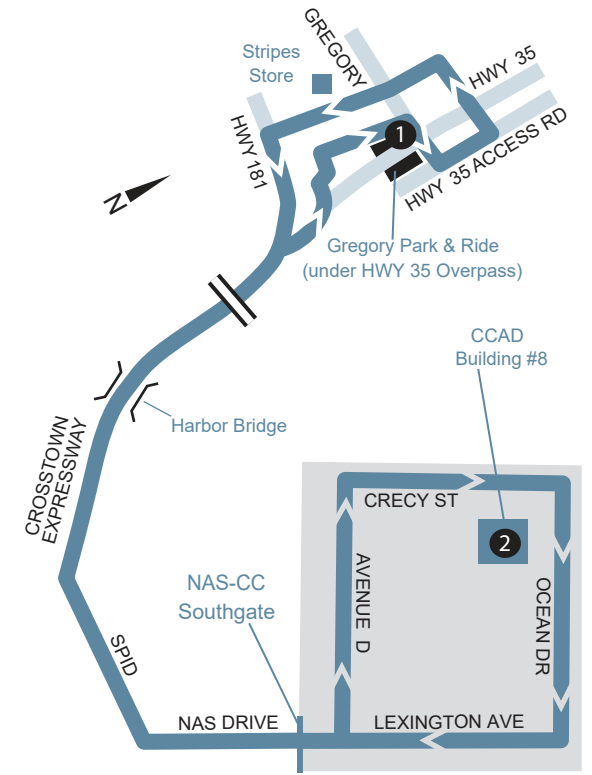 GREGORY
Stripes
Store
HWY 35
HWY 181
1
HWY 35 ACCESS RD
N
Gregory Park & Ride
(under HWY 35 Overpass)
CCAD
Building #8
Harbor Bridge
CROSSTOWN
EXPRESSWAY
CRECY ST
2
AVENUE D
OCEAN DR
NAS-CC
Southgate
SPID
NAS DRIVE
LEXINGTON AVE